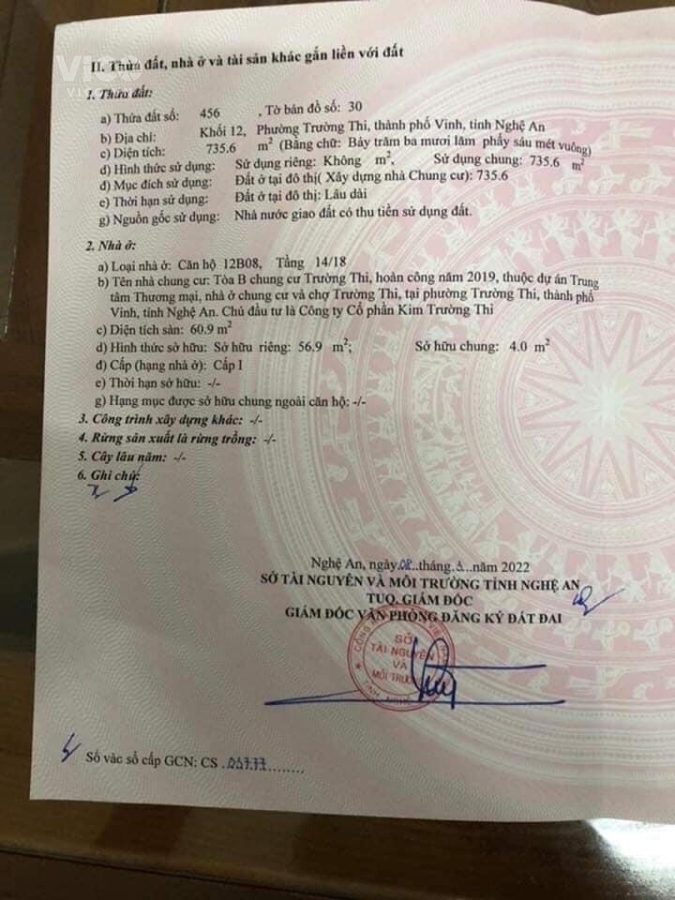 II. Thửa đất, nhà ở và tài sản khác gắn liền với đất
1. Thửa đất:
a) Thửa đất số: 456 , Tờ bản đồ số: 30
b) Địa chỉ: Khối 12, Phường Trường Thi, thành phố Vinh, tỉnh Nghệ An
c) Diện tích: 735.6 m² (Bằng chữ: Bảy trăm ba mươi lăm phẩy sáu mét vuông)
d) Hình thức sử dụng: Sử dụng riêng: Không m², Sử dụng chung: 735.6 m²
đ) Mục đích sử dụng: Đất ở tại đô thị( Xây dựng nhà Chung cư): 735.6
e) Thời hạn sử dụng: Đất ở tại đô thị: Lâu dài
g) Nguồn gốc sử dụng: Nhà nước giao đất có thu tiền sử dụng đất.
2. Nhà ở:
a) Loại nhà ở: Căn hộ 12B08, Tầng 14/18
b) Tên nhà chung cư: Tòa B chung cư Trường Thi, hoàn công năm 2019, thuộc dự án Trung
tâm Thương mại, nhà ở chung cư và chợ Trường Thi, tại phường Trường Thi, thành phố
Vinh, tỉnh Nghệ An. Chủ đầu tư là Công ty Cổ phần Kim Trường Thi
c) Diện tích sàn: 60.9 m²
d) Hình thức sở hữu: Sở hữu riêng: 56.9 m²; Sở hữu chung: 4.0 m²
đ) Cấp (hạng nhà ở): Cấp I
e) Thời hạn sở hữu: -/-
g) Hạng mục được sở hữu chung ngoài căn hộ: -/-
3. Công trình xây dựng khác: -/-
4. Rừng sản xuất là rừng trồng: -/-
5. Cây lâu năm: -/-
6. Ghi chú:
Nghệ An, ngày 08 tháng năm 2022
SỞ TÀI NGUYÊN VÀ MÔI TRƯỜNG TỈNH NGHỆ AN
TUQ. GIÁM ĐỐC
GIÁM ĐỐC VĂN PHÒNG ĐĂNG KÝ ĐẤT ĐAI
SỞ
TÀI NGUYÊN
VÀ
MÔI TRƯỜNG
Số vào sổ cấp GCN: CS